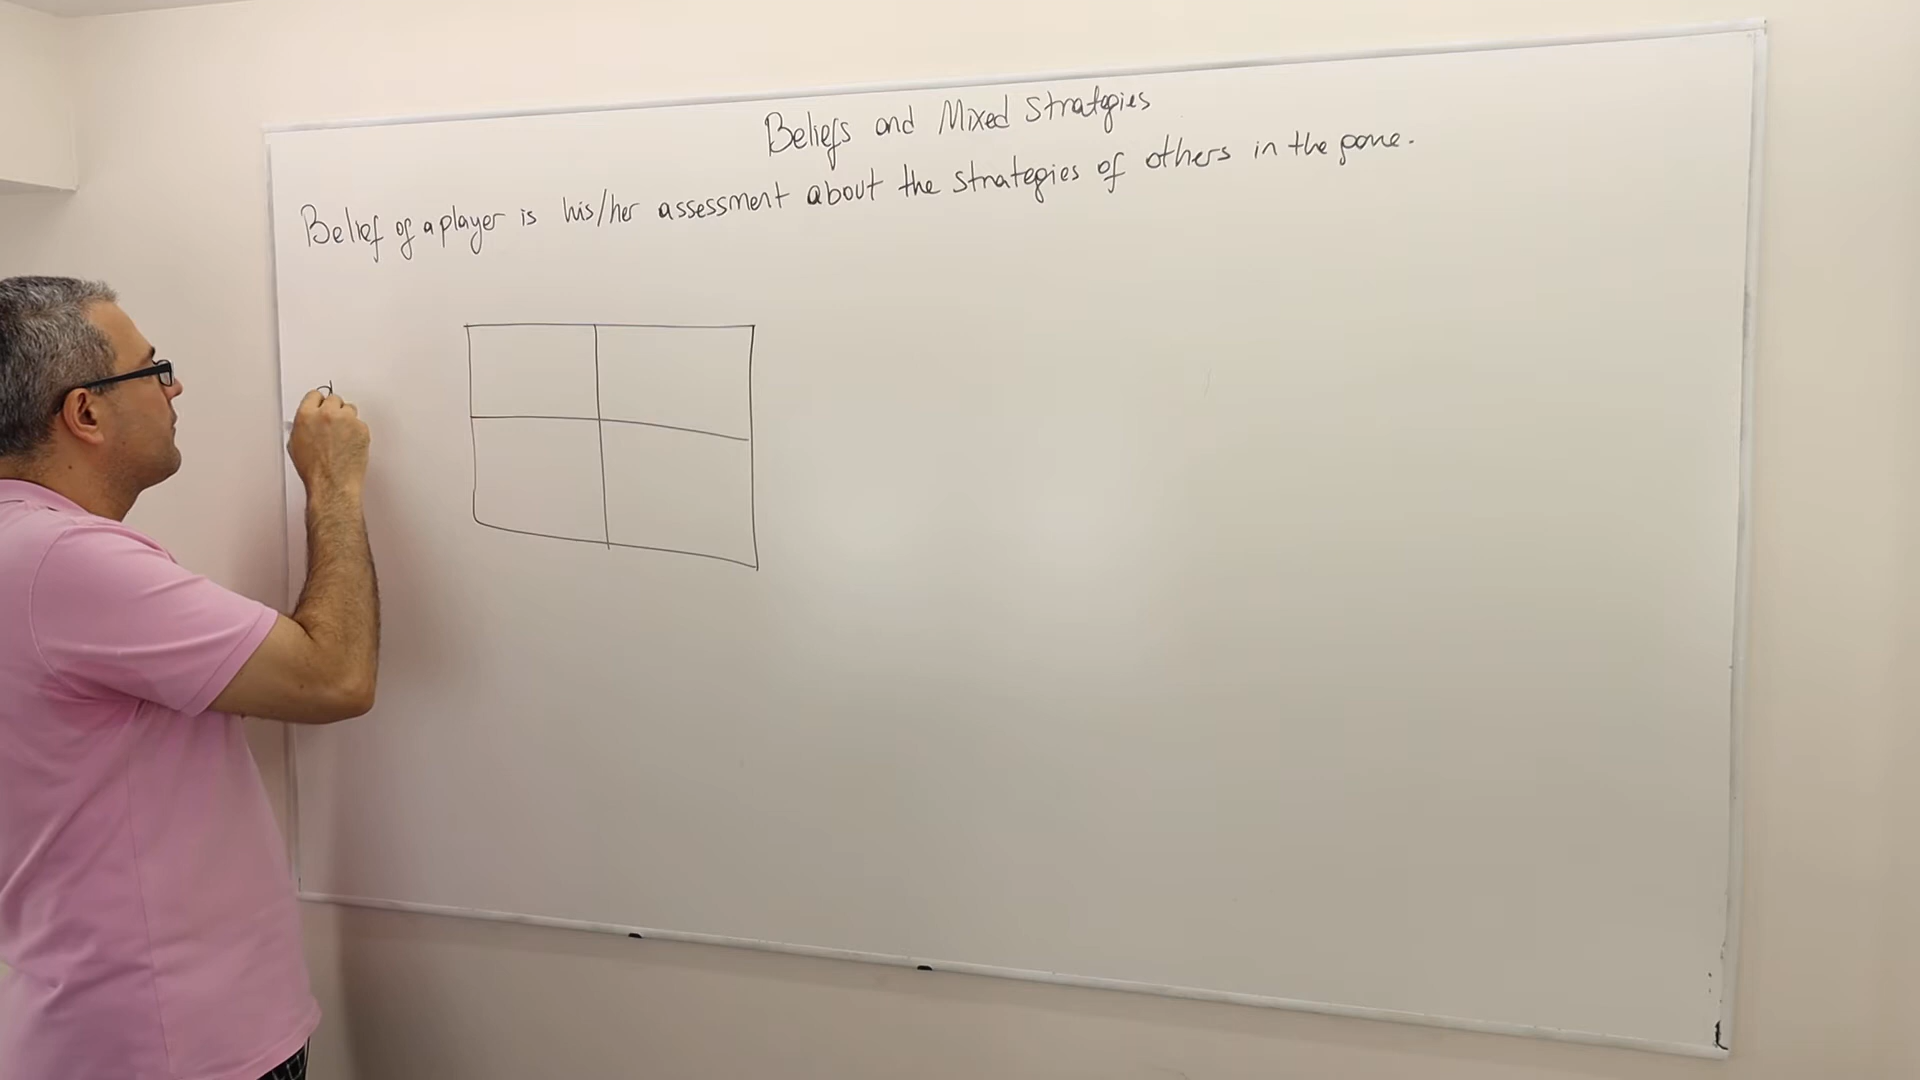 Beliefs and Mixed Strategies
Belief of a player is his/her assessment about the strategies of others in the game.